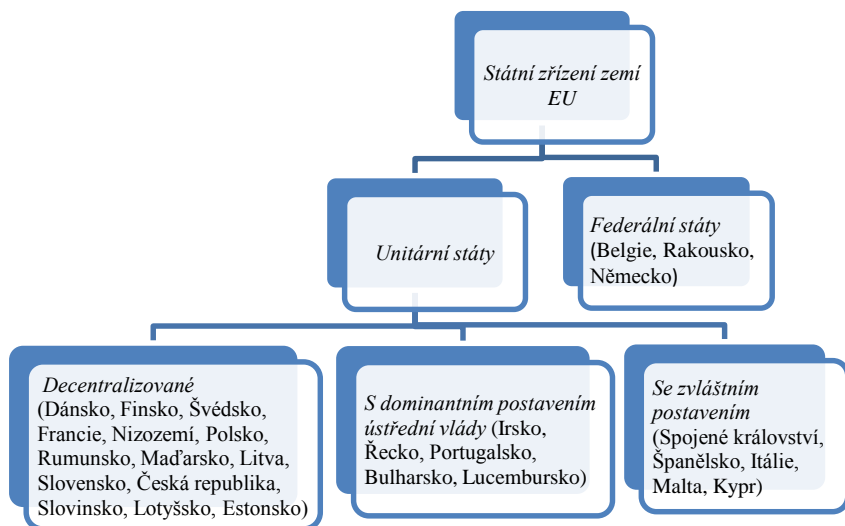 Státní zřízení zemí
EU
Unitární státy
Federální státy
(Belgie, Rakousko,
Německo)
Decentralizované
(Dánsko, Finsko, Švédsko,
Francie, Nizozemí, Polsko,
Rumunsko, Maďarsko, Litva,
Slovensko, Česká republika,
Slovinsko, Lotyšsko, Estonsko)
S dominantním postavením
ústřední vlády (Irsko,
Řecko, Portugalsko,
Bulharsko, Lucembursko)
Se zvláštním
postavením
(Spojené království,
Španělsko, Itálie,
Malta, Kypr)